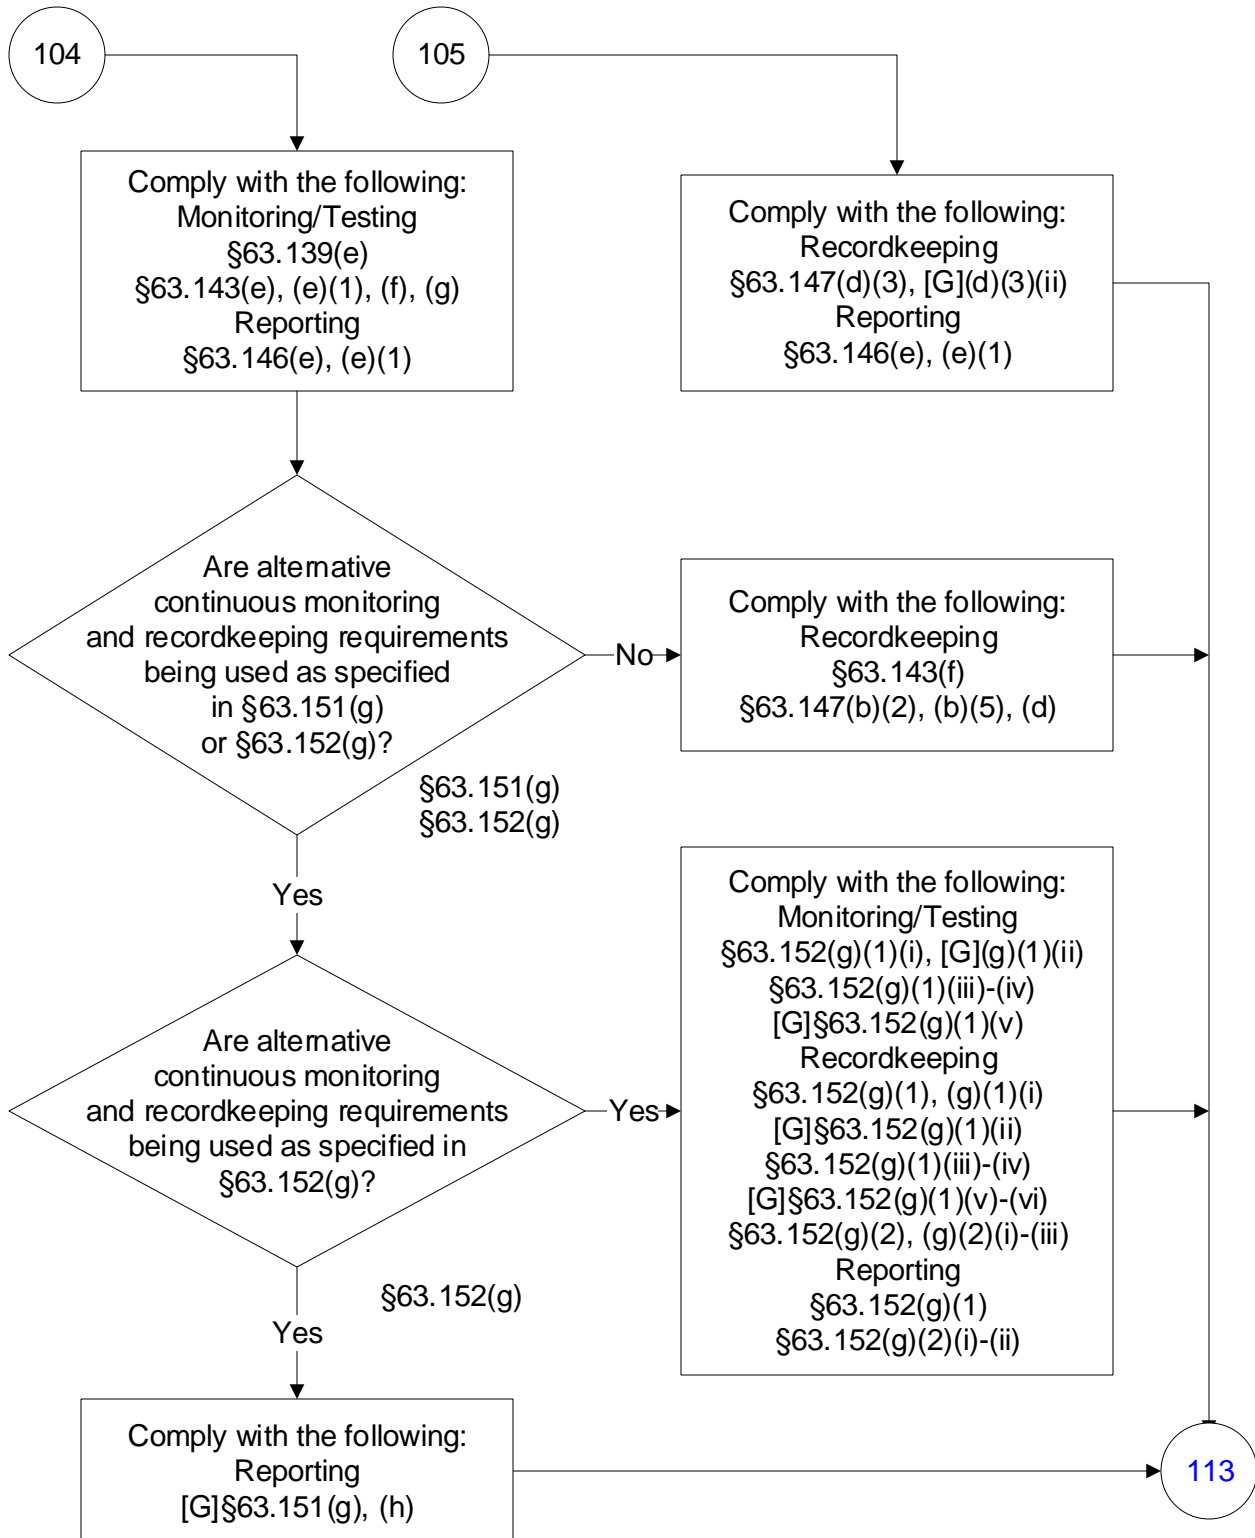 104
105
Comply with the following:
Monitoring/Testing
§63.139(e)
§63.143(e), (e)(1), (f), (g)
Reporting
§63.146(e), (e)(1)
Comply with the following:
Recordkeeping
§63.147(d)(3), [G](d)(3)(ii)
Reporting
§63.146(e), (e)(1)
Are alternative
continuous monitoring
and recordkeeping requirements
being used as specified
in §63.151(g)
or §63.152(g)?
No
Comply with the following:
Recordkeeping
§63.143(f)
§63.147(b)(2), (b)(5), (d)
§63.151(g)
§63.152(g)
Yes
Are alternative
continuous monitoring
and recordkeeping requirements
being used as specified in
§63.152(g)?
Yes
Comply with the following:
Monitoring/Testing
§63.152(g)(1)(i), [G](g)(1)(ii)
§63.152(g)(1)(iii)-(iv)
[G]§63.152(g)(1)(v)
Recordkeeping
§63.152(g)(1), (g)(1)(i)
[G]§63.152(g)(1)(ii)
§63.152(g)(1)(iii)-(iv)
[G]§63.152(g)(1)(v)-(vi)
§63.152(g)(2), (g)(2)(i)-(iii)
Reporting
§63.152(g)(1)
§63.152(g)(2)(i)-(ii)
§63.152(g)
Yes
Comply with the following:
Reporting
[G]§63.151(g), (h)
113